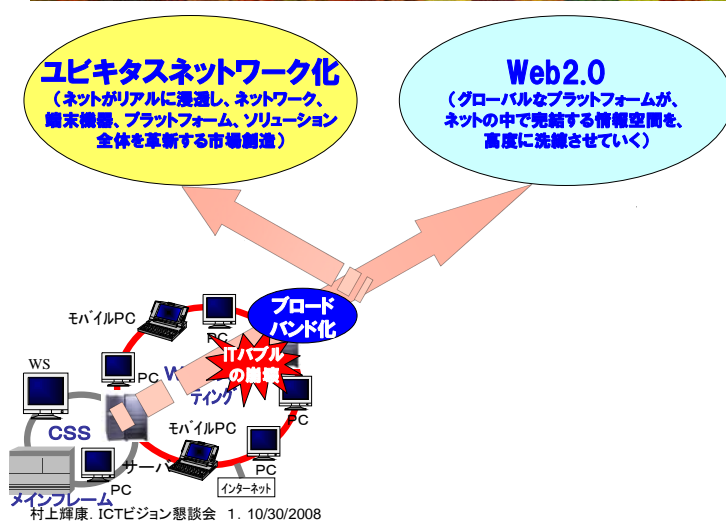 ユビキタスネットワーク化
(ネットがリアルに浸透し、ネットワーク、
端末機器、プラットフォーム、ソリューション
全体を革新する市場創造)
Web2.0
(グローバルなプラットフォームが、
ネットの中で完結する情報空間を、
高度に洗練させていく)
ブロード
バンド化
モバイルPC
PC
ITバブル
の崩壊
WS
PC
W
ティング
PC
CSS
モバイルPC
サーバ
PC
PC
インターネット
メインフレーム
村上輝康. ICTビジョン懇談会 1. 10/30/2008